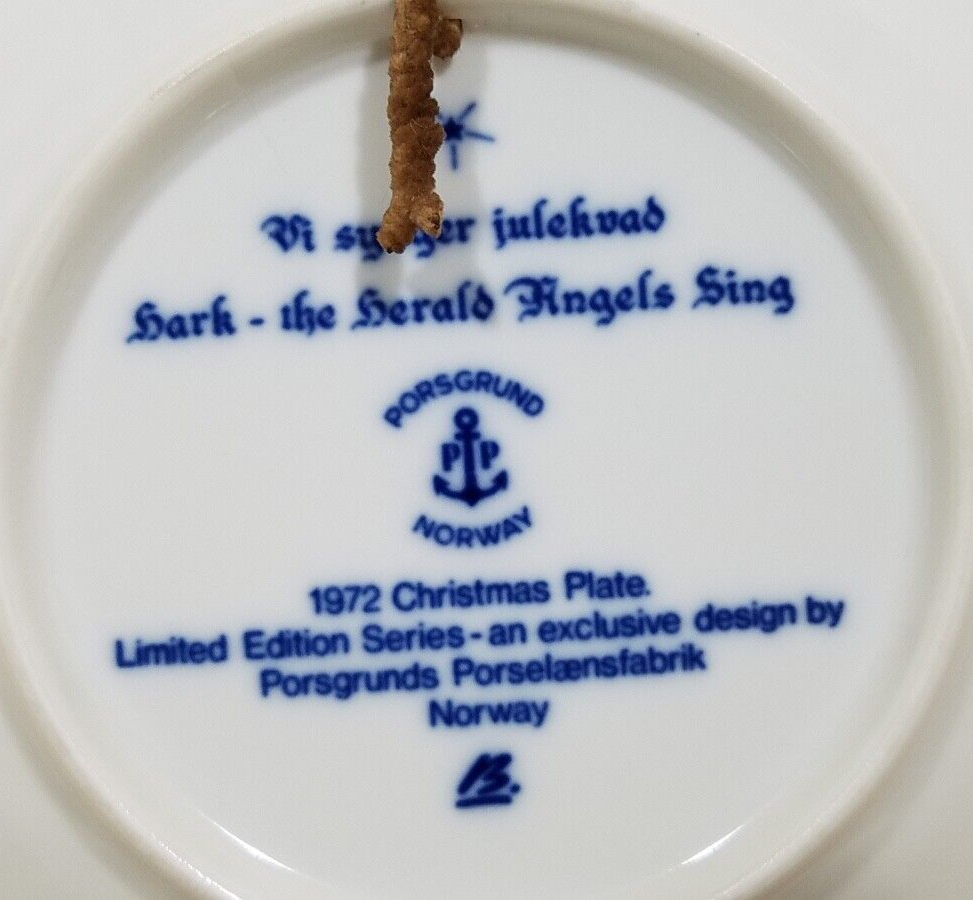 Vi synger julekvad
Hark - the Herald Angels Sing
PORSGRUND
P P
NORWAY
1972 Christmas Plate.
Limited Edition Series - an exclusive design by
Porsgrunds Porselænsfabrik
Norway
B.